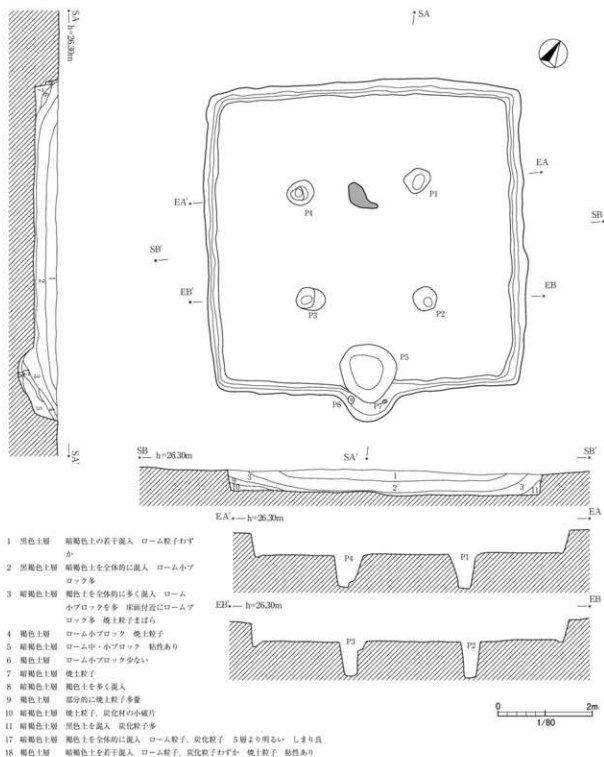 SA
h=26.30m
SA
EA
EA'
P4
P1
SB
SB'
EB'
P3
P2
EB
P5
P6
P7
SA'
SA'
SB
h=26.30m
SB'
1
2
3
3
9
10
11
EA'
h=26.30m
EA
P4
P1
EB'
h=26.30m
EB
P3
P2
1 黒色土層 暗褐色土の若干混入 ローム粒子わず
か
2 黒褐色土層 暗褐色土を全体的に混入 ローム小ブ
ロック多
3 暗褐色土層 褐色土を全体的に多く混入 ローム
小ブロックを多 床面付近にロームブ
ロック多 焼土粒子まばら
4 褐色土層 ローム小ブロック 焼土粒子
5 暗褐色土層 ローム中・小ブロック 粘性あり
6 褐色土層 ローム小ブロック少ない
7 暗褐色土層 焼土粒子
8 暗褐色土層 褐色土を多く混入
9 褐色土層 部分的に焼土粒子多量
10 暗褐色土層 焼土粒子、炭化材の小破片
11 暗褐色土層 黒色土を混入 炭化粒子多
17 暗褐色土層 褐色土を全体的に混入 ローム粒子、炭化粒子 5層より明るい しまり良
18 褐色土層 暗褐色土を若干混入 ローム粒子、炭化粒子わずか 焼土粒子 粘性あり
0 2m
1/80